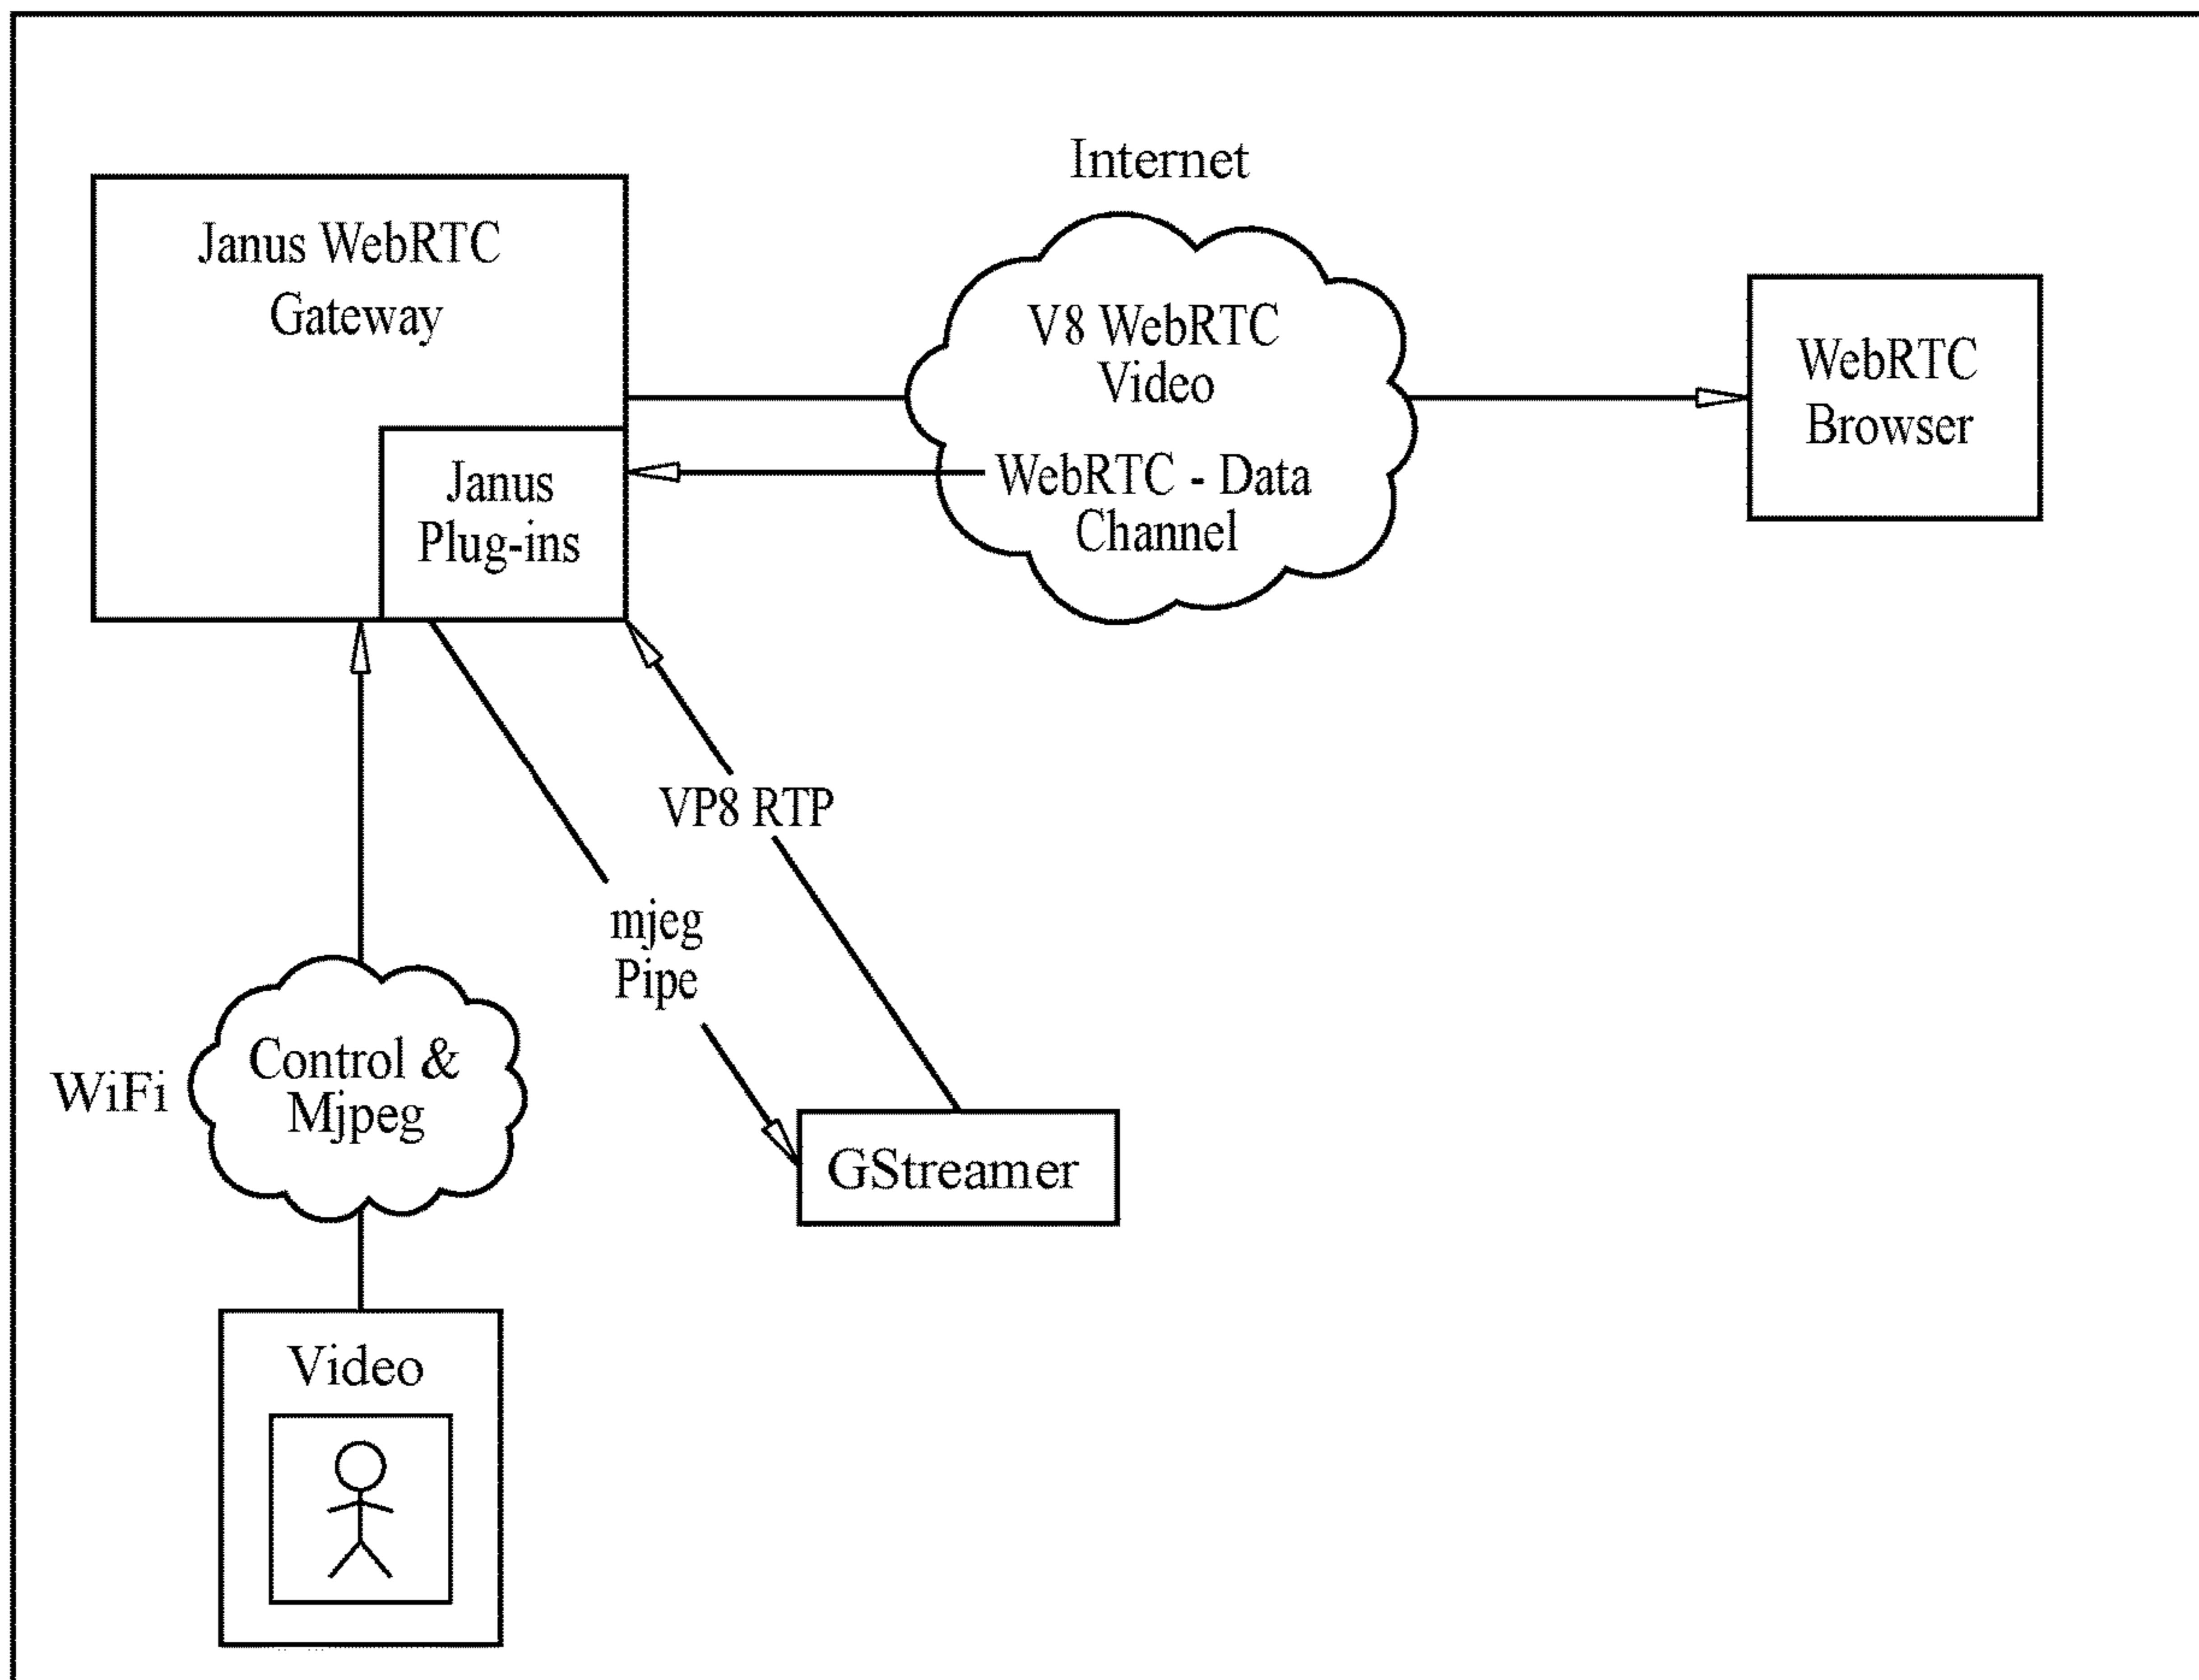 Internet
Janus WebRTC
Gateway
V8 WebRTC
Video
WebRTC
Browser
Janus
Plug-ins
WebRTC - Data
Channel
VP8 RTP
mjeg
Pipe
WiFi
Control &
Mjpeg
GStreamer
Video